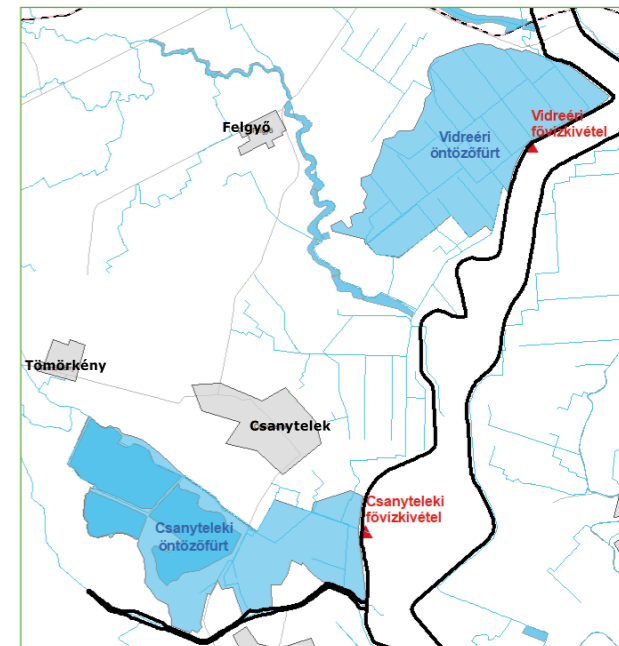 Felgyő
Vidreéri
öntözőfürt
Vidreéri
fővízkivétel
Tömörkény
Csanytelek
Csanyteleki
fővízkivétel
Csanyteleki
öntözőfürt